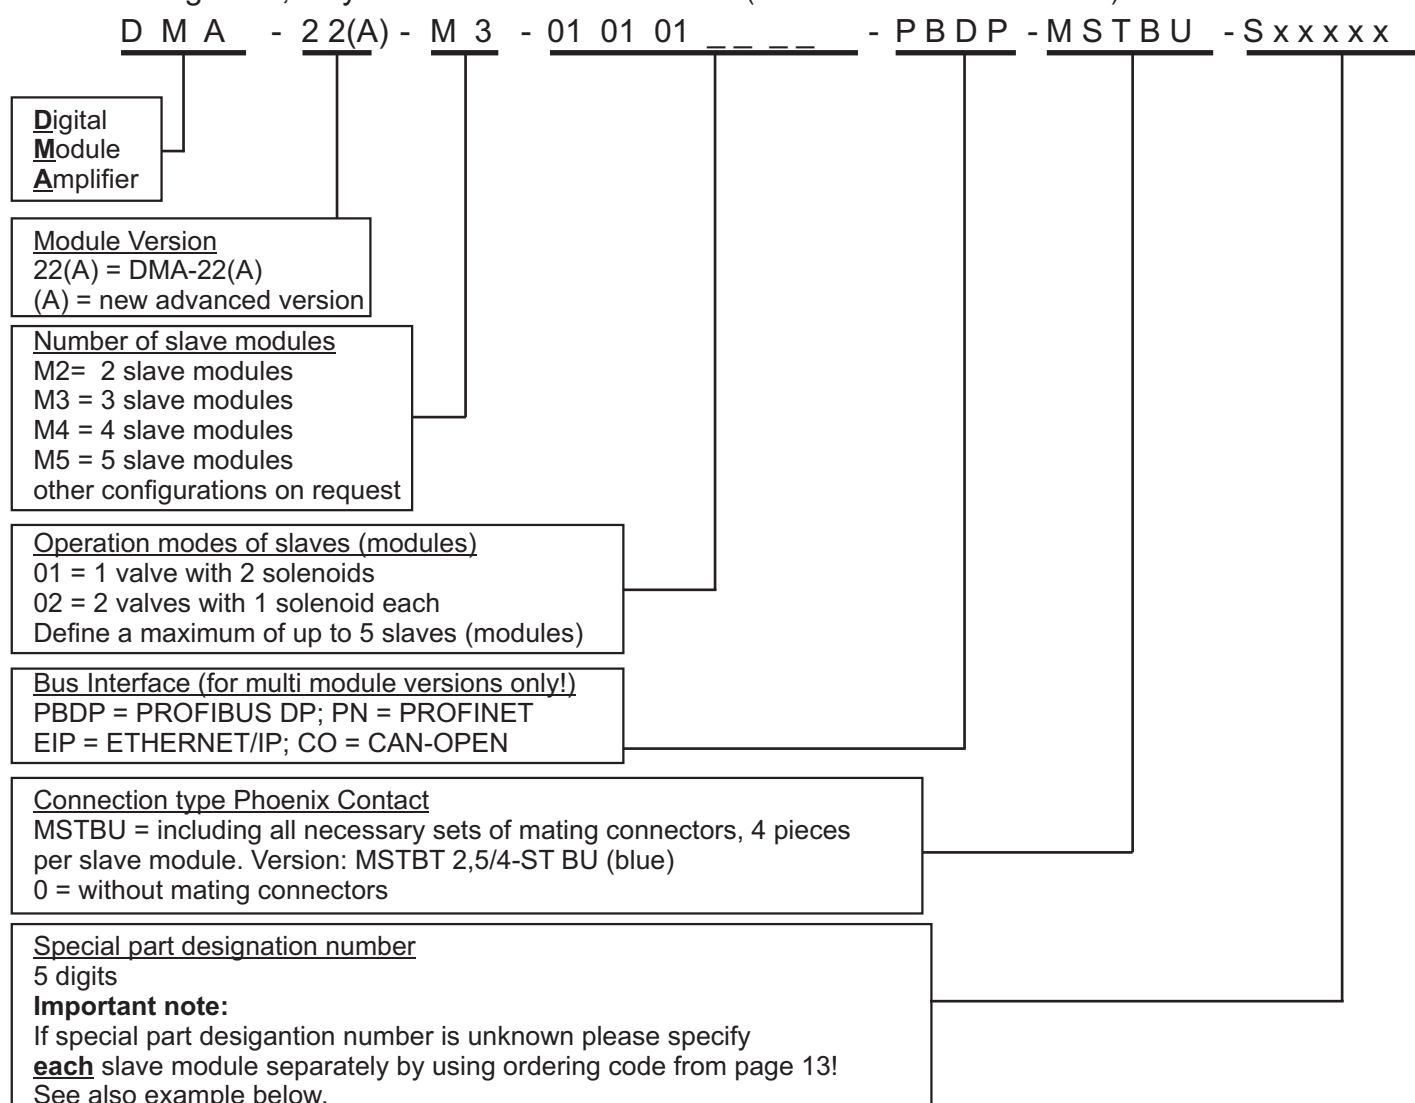 D M A - 2 2(A) - M 3 - 01 01 01 _ _ _ _ - P B D P - M S T B U - S x x x x x
Digital
Module
Amplifier
Module Version
22(A) = DMA-22(A)
(A) = new advanced version
Number of slave modules
M2= 2 slave modules
M3 = 3 slave modules
M4 = 4 slave modules
M5 = 5 slave modules
other configurations on request
Operation modes of slaves (modules)
01 = 1 valve with 2 solenoids
02 = 2 valves with 1 solenoid each
Define a maximum of up to 5 slaves (modules)
Bus Interface (for multi module versions only!)
PBDP = PROFIBUS DP; PN = PROFINET
EIP = ETHERNET/IP; CO = CAN-OPEN
Connection type Phoenix Contact
MSTBU = including all necessary sets of mating connectors, 4 pieces
per slave module. Version: MSTBT 2,5/4-ST BU (blue)
0 = without mating connectors
Special part designation number
5 digits
Important note:
If special part desigantion number is unknown please specify
each slave module separately by using ordering code from page 13!
See also example below.